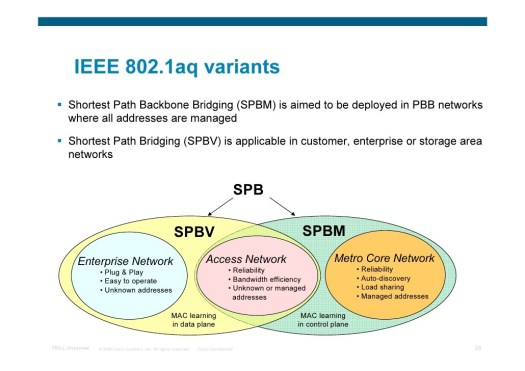 IEEE 802.1aq variants
▪ Shortest Path Backbone Bridging (SPBM) is aimed to be deployed in PBB networks
where all addresses are managed
▪ Shortest Path Bridging (SPBV) is applicable in customer, enterprise or storage area
networks
SPB
SPBV
SPBM
Enterprise Network
• Plug & Play
• Easy to operate
• Unknown addresses
Access Network
• Reliability
• Bandwidth efficiency
• Unknown or managed
addresses
Metro Core Network
• Reliability
• Auto-discovery
• Load sharing
• Managed addresses
MAC learning
in data plane
MAC learning
in control plane